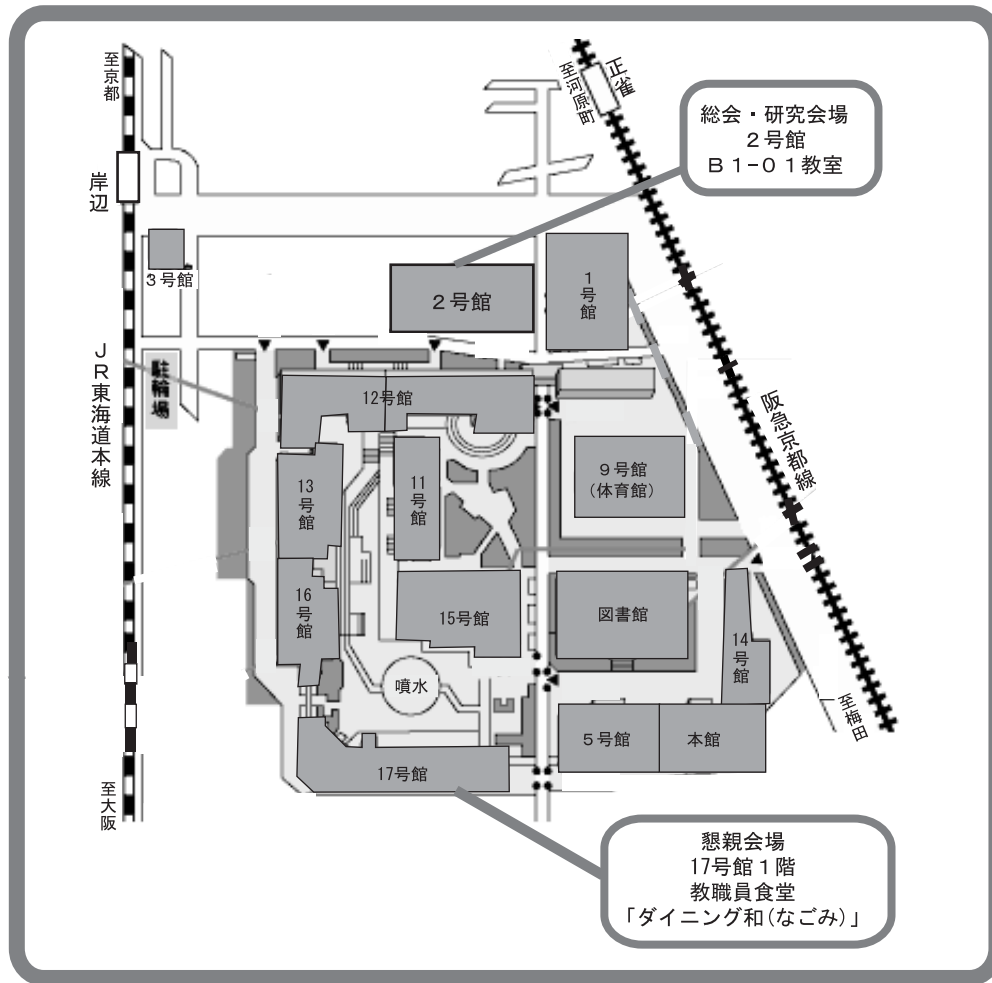 至京都
岸辺
正雀
至河原町
総会・研究会場
２号館
Ｂ１-０１教室
３号館
２号館
１号館
ＪＲ東海道本線
駐輪場
12号館
阪急京都線
９号館
（体育館）
13号館
11号館
16号館
15号館
図書館
14号館
噴水
至梅田
５号館
本館
17号館
至大阪
懇親会場
17号館１階
教職員食堂
「ダイニング和(なごみ)」